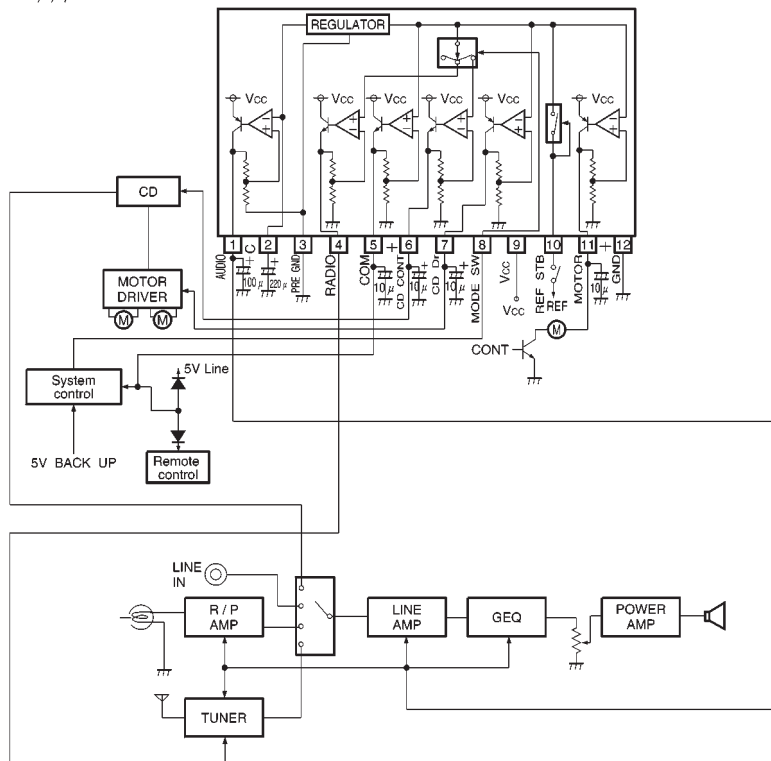 REGULATOR
VCC VCC VCC VCC VCC VCC
1 2 3 4 5 6 7 8 9 10 11 12
AUDIO
+
100μ
C
220μ
PRE GND
RADIO
COM
+
10μ
CD CONT
+
10μ
CD Dr
+
10μ
MODE SW
VCC
VCC
REF STB
REF
MOTOR
+
10μ
GND
CD
MOTOR
DRIVER
M M
M
CONT
System
control
5V Line
5V BACK UP
Remote
control
LINE
IN
R / P
AMP
LINE
AMP
GEQ
POWER
AMP
TUNER